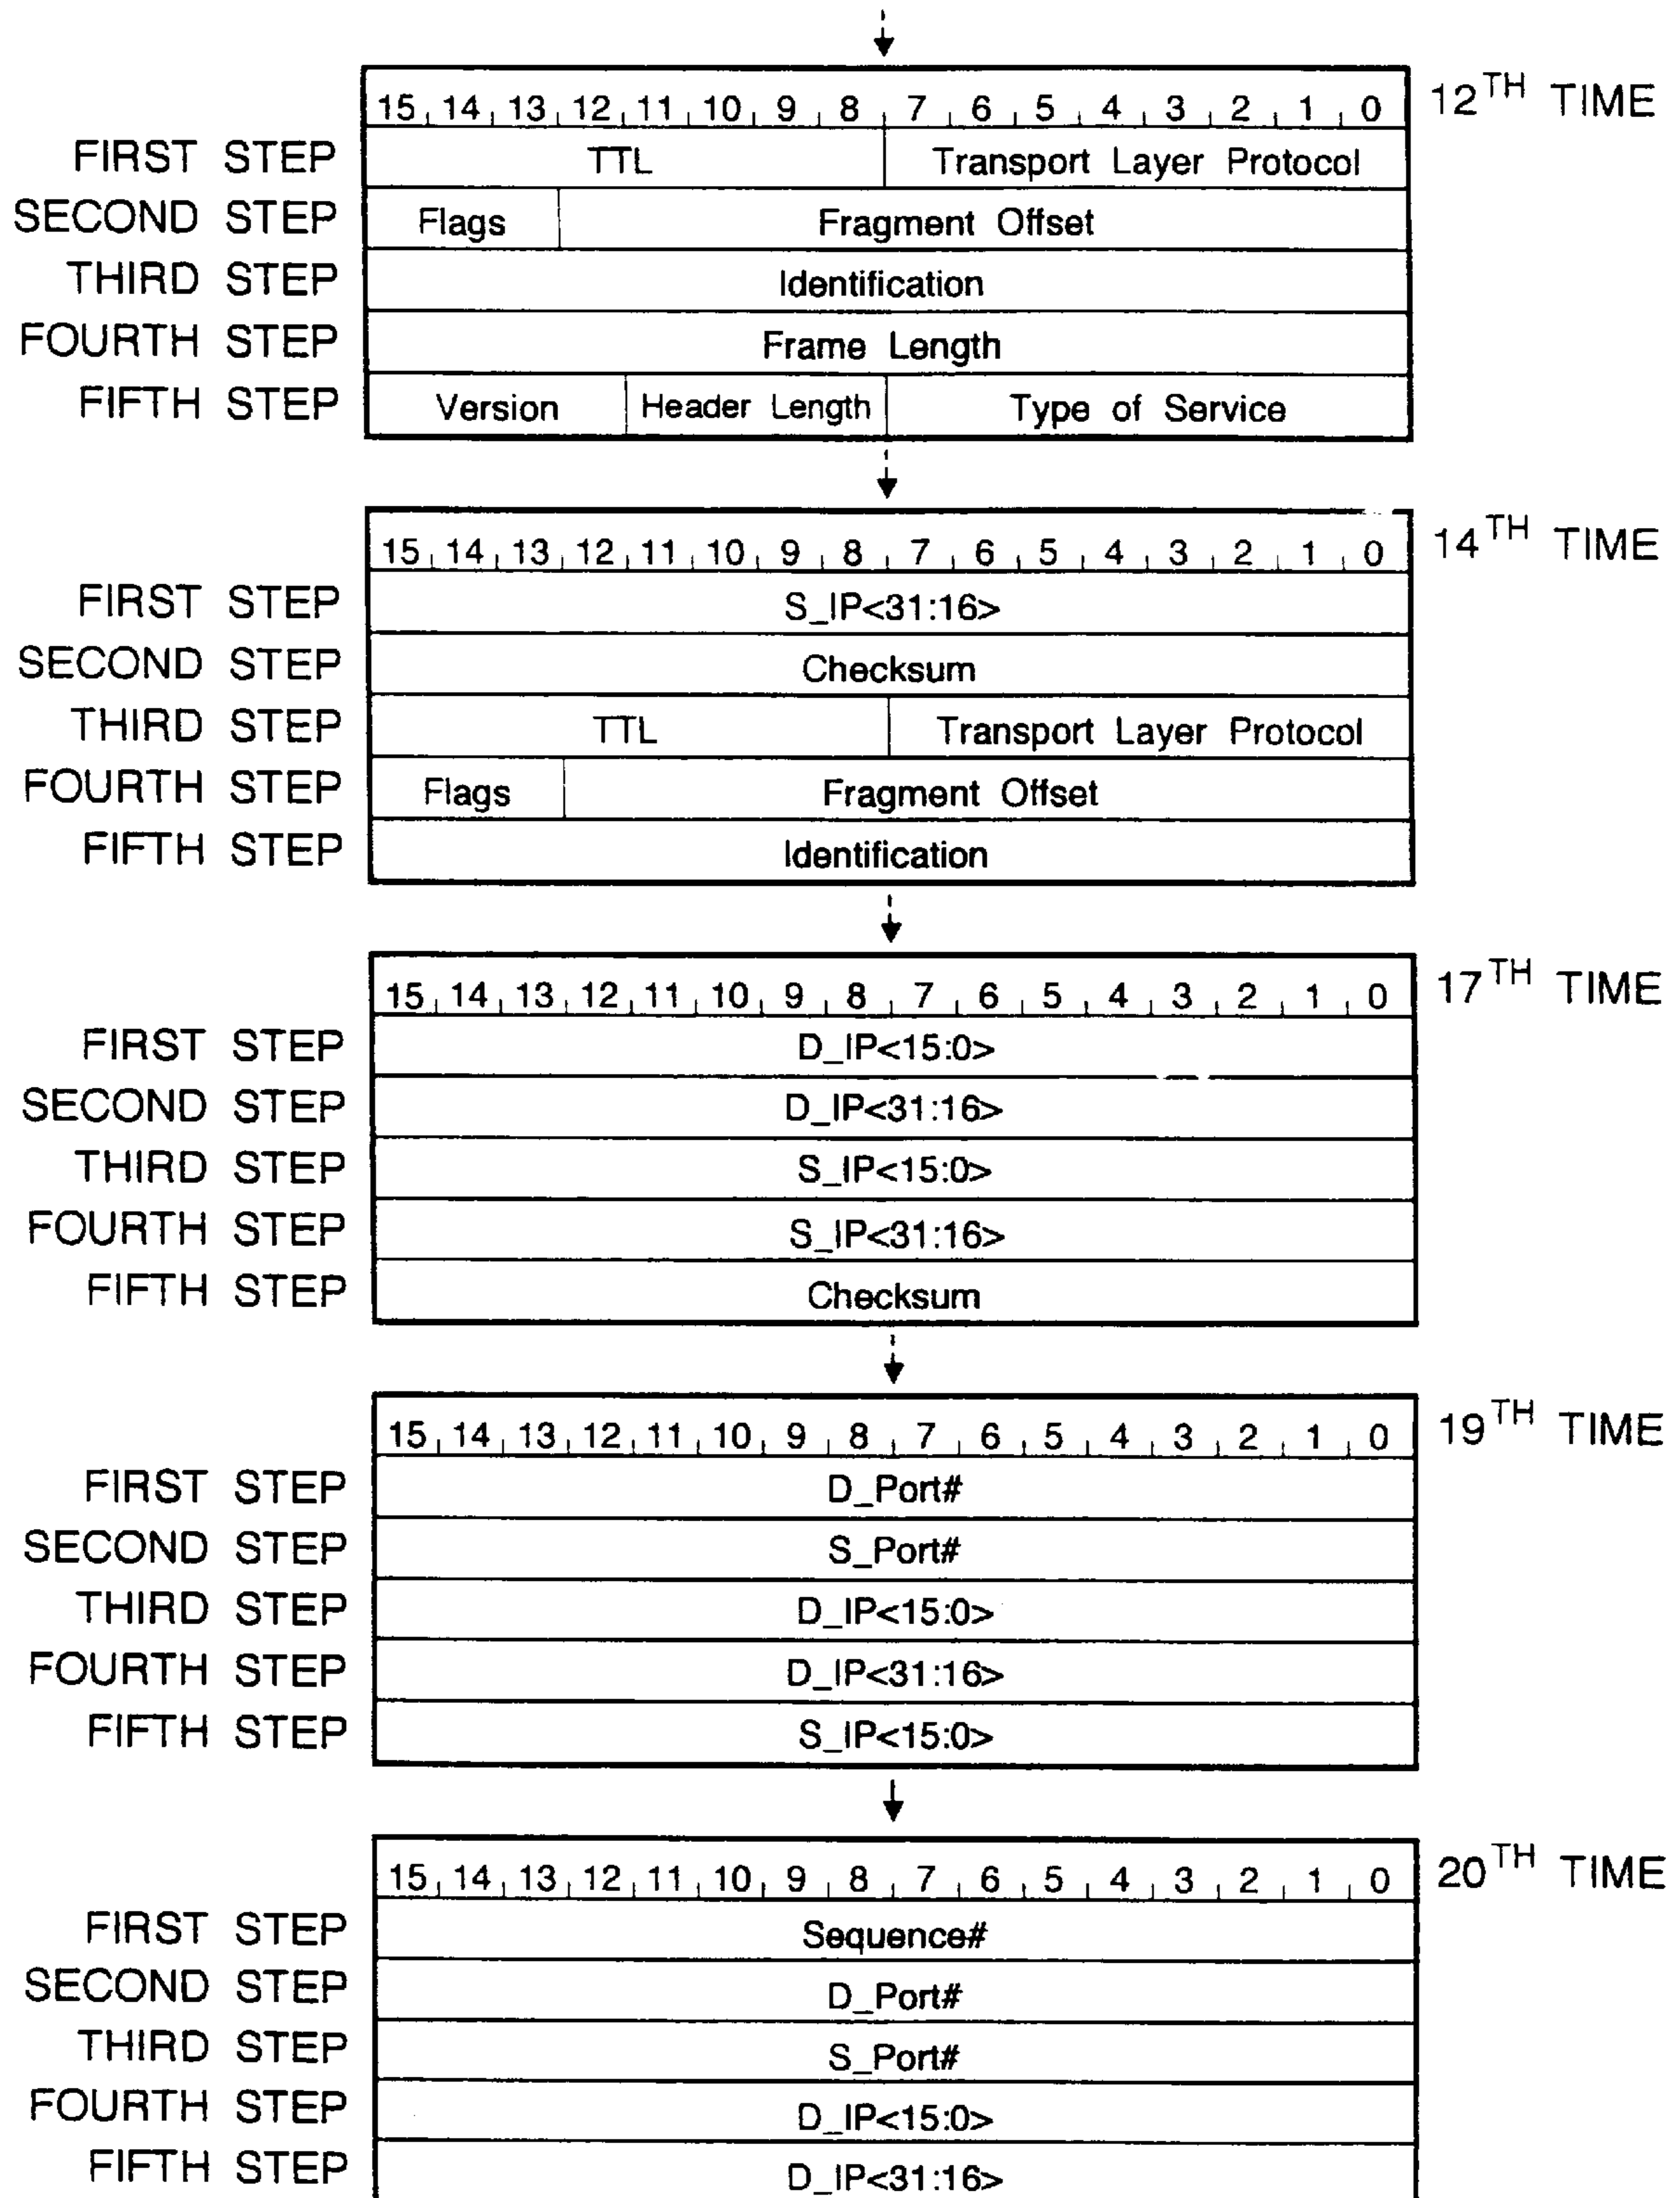 15 14 13 12 11 10 9 8 7 6 5 4 3 2 1 0 12TH TIME
FIRST STEP TTL Transport Layer Protocol
SECOND STEP Flags Fragment Offset
THIRD STEP Identification
FOURTH STEP Frame Length
FIFTH STEP Version Header Length Type of Service
15 14 13 12 11 10 9 8 7 6 5 4 3 2 1 0 14TH TIME
FIRST STEP S_IP<31:16>
SECOND STEP Checksum
THIRD STEP TTL Transport Layer Protocol
FOURTH STEP Flags Fragment Offset
FIFTH STEP Identification
15 14 13 12 11 10 9 8 7 6 5 4 3 2 1 0 17TH TIME
FIRST STEP D_IP<15:0>
SECOND STEP D_IP<31:16>
THIRD STEP S_IP<15:0>
FOURTH STEP S_IP<31:16>
FIFTH STEP Checksum
15 14 13 12 11 10 9 8 7 6 5 4 3 2 1 0 19TH TIME
FIRST STEP D_Port#
SECOND STEP S_Port#
THIRD STEP D_IP<15:0>
FOURTH STEP D_IP<31:16>
FIFTH STEP S_IP<15:0>
15 14 13 12 11 10 9 8 7 6 5 4 3 2 1 0 20TH TIME
FIRST STEP Sequence#
SECOND STEP D_Port#
THIRD STEP S_Port#
FOURTH STEP D_IP<15:0>
FIFTH STEP D_IP<31:16>